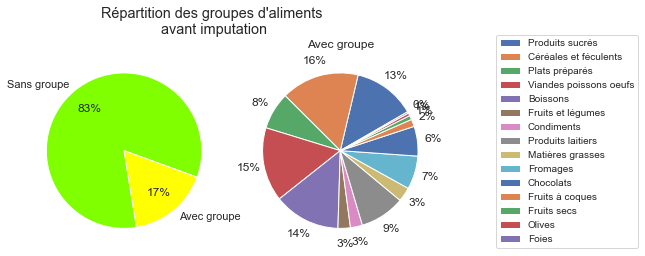 Répartition des groupes d'aliments
avant imputation
Sans groupe
83%
17%
Avec groupe
Avec groupe
13%
16%
8%
15%
14%
3%
3%
9%
3%
7%
6%
2%
Produits sucrés
Céréales et féculents
Plats préparés
Viandes poissons oeufs
Boissons
Fruits et légumes
Condiments
Produits laitiers
Matières grasses
Fromages
Chocolats
Fruits à coques
Fruits secs
Olives
Foies